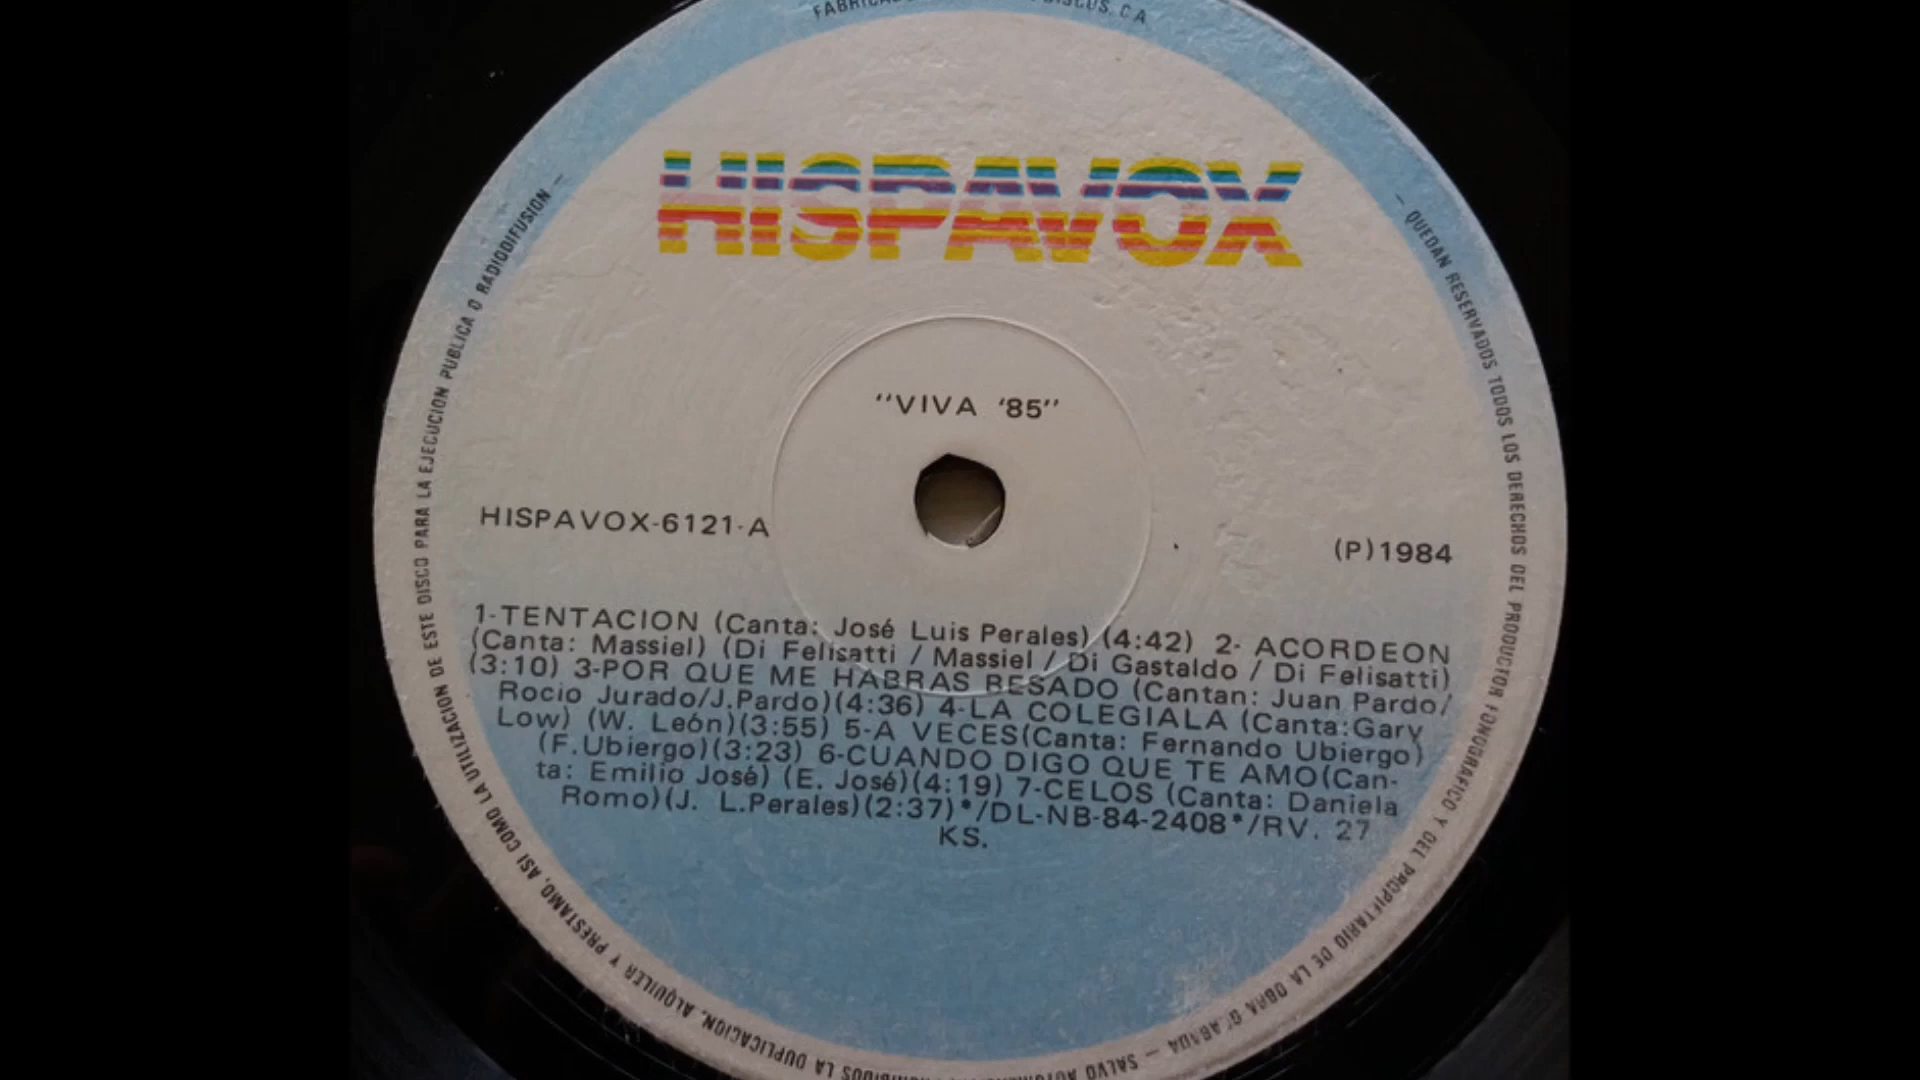 DISCOS, C A
HISPAVOX
"VIVA '85"
HISPAVOX-6121-A
(P)1984
1-TENTACION (Canta: José Luis Perales) (4:42) 2- ACORDEON
(Canta: Massiel) (Di Felisatti / Massiel / Di Gastaldo / Di Felisatti)
(3:10) 3-POR QUE ME HABRAS BESADO (Cantan: Juan Pardo/
Rocio Jurado/J.Pardo)(4:36) 4-LA COLEGIALA (Canta:Gary
Low) (W. León)(3:55) 5-A VECES(Canta: Fernando Ubiergo)
(F.Ubiergo)(3:23) 6-CUANDO DIGO QUE TE AMO(Can-
ta: Emilio José) (E. José)(4:19) 7-CELOS (Canta: Daniela
Romo)(J. L.Perales)(2:37)*/DL-NB-84-2408*/RV. 27
KS.
– QUEDAN RESERVADOS TODOS LOS DERECHOS DEL PRODUCTOR FONOGRAFICO Y DEL PROPIETARIO DE LA OBRA GRABADA – SALVO
LA DUPLICACION, ALQUILER Y PRESTAMO, ASI COMO LA UTILIZACION DE ESTE DISCO PARA LA EJECUCION PUBLICA O RADIODIFUSION –